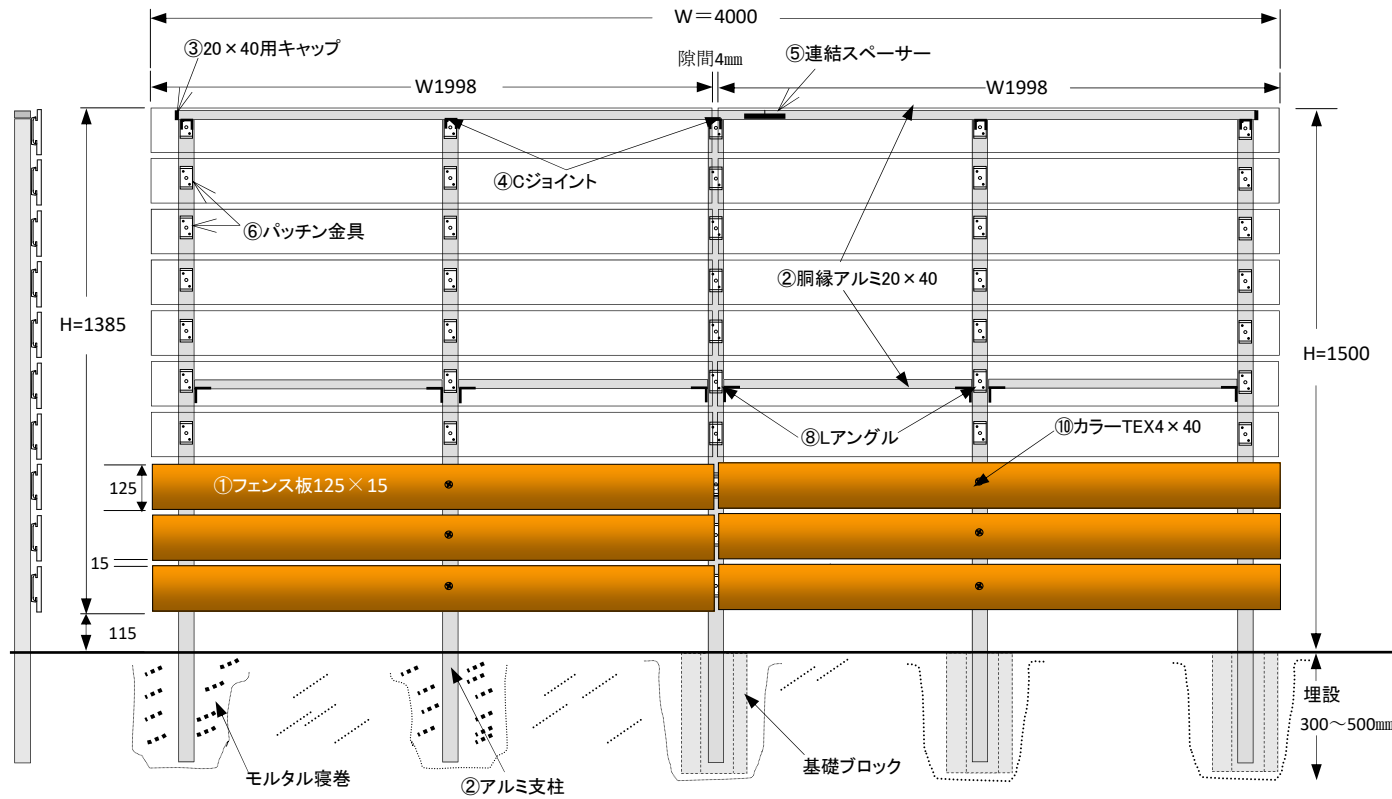 W＝4000
③20×40用キャップ
隙間4㎜
⑤連結スペーサー
W1998
W1998
④Cジョイント
⑥パッチン金具
②胴縁アルミ20×40
H=1385
H=1500
⑧Lアングル
⑩カラーTEX4×40
125
①フェンス板125×15
15
115
埋設
300～500㎜
モルタル寝巻
②アルミ支柱
基礎ブロック